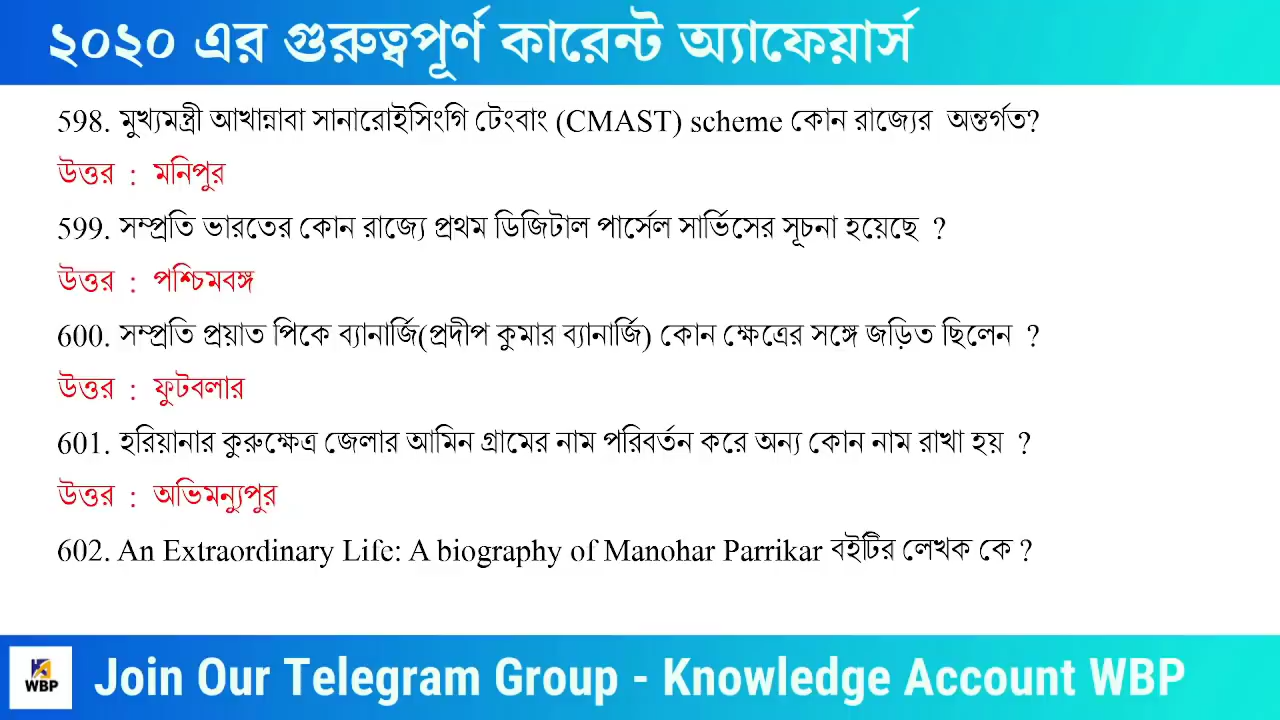 ২০২০ এর গুরুত্বপূর্ণ কারেন্ট অ্যাফেয়ার্স
598. মুখ্যমন্ত্রী আখান্নাবা সানারোইসিংগি টেংবাং (CMAST) scheme কোন রাজ্যের অন্তর্গত?
উত্তর : মনিপুর
599. সম্প্রতি ভারতের কোন রাজ্যে প্রথম ডিজিটাল পার্সেল সার্ভিসের সূচনা হয়েছে ?
উত্তর : পশ্চিমবঙ্গ
600. সম্প্রতি প্রয়াত পিকে ব্যানার্জি(প্রদীপ কুমার ব্যানার্জি) কোন ক্ষেত্রের সঙ্গে জড়িত ছিলেন ?
উত্তর : ফুটবলার
601. হরিয়ানার কুরুক্ষেত্র জেলার আমিন গ্রামের নাম পরিবর্তন করে অন্য কোন নাম রাখা হয় ?
উত্তর : অভিমন্যুপুর
602. An Extraordinary Life: A biography of Manohar Parrikar বইটির লেখক কে ?
WBP
Join Our Telegram Group - Knowledge Account WBP